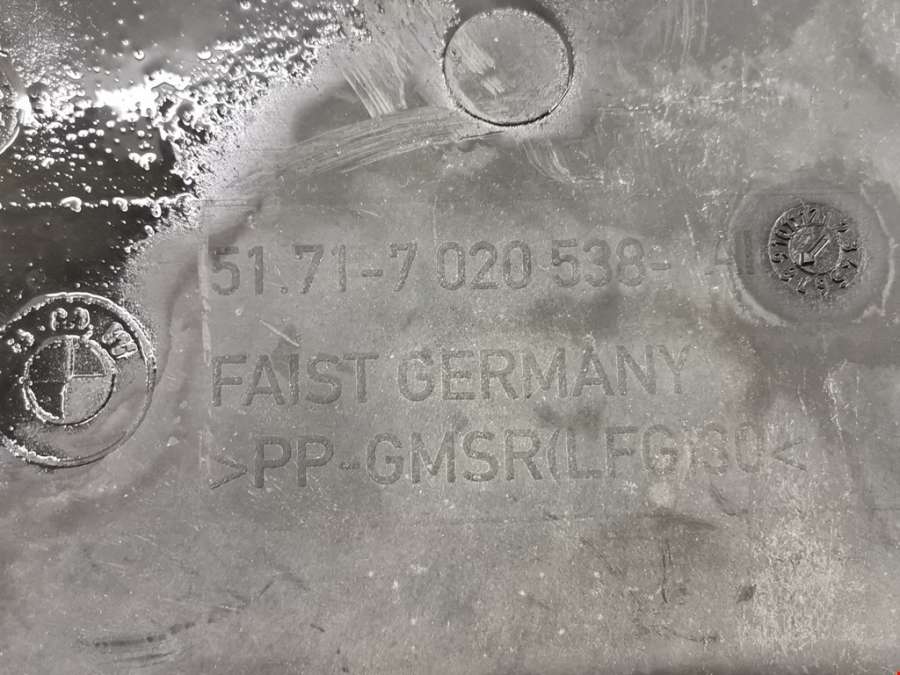 51.71-7 020 538-
FAIST GERMANY
>PP-GMSR(LFG)30<